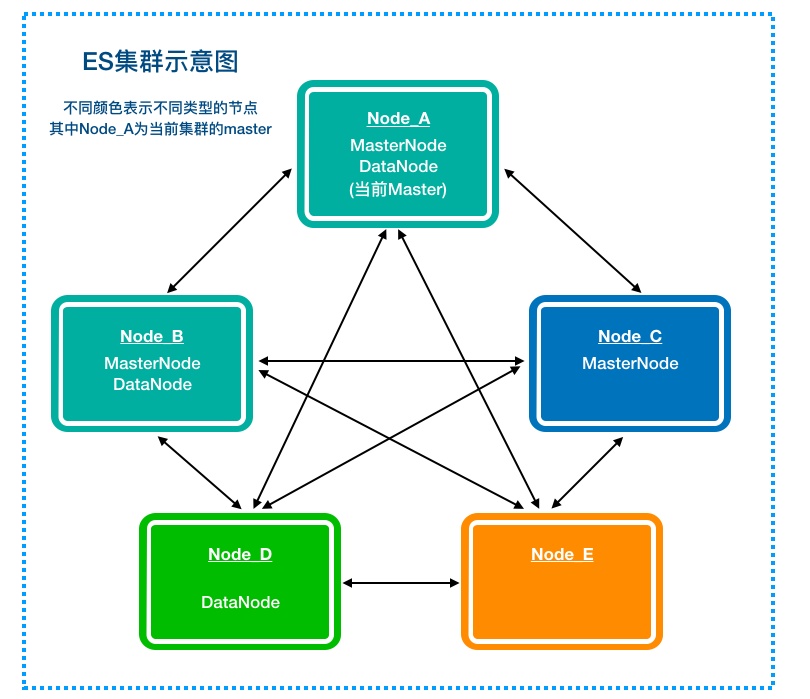 ES集群示意图
不同颜色表示不同类型的节点
其中Node_A为当前集群的master
Node_A
MasterNode
DataNode
(当前Master)
Node_B
MasterNode
DataNode
Node_C
MasterNode
Node_D
DataNode
Node_E